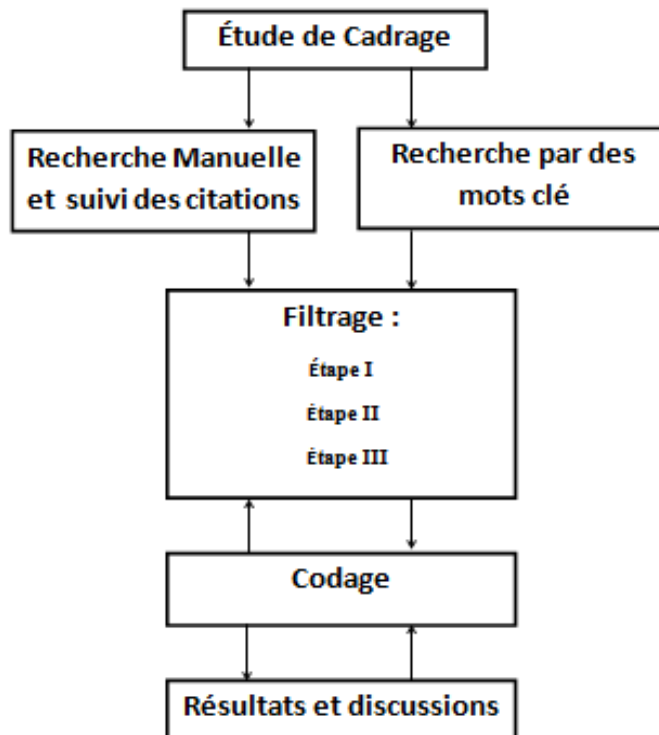 Étude de Cadrage
Recherche Manuelle
et suivi des citations
Recherche par des
mots clé
Filtrage :
Étape I
Étape II
Étape III
Codage
Résultats et discussions